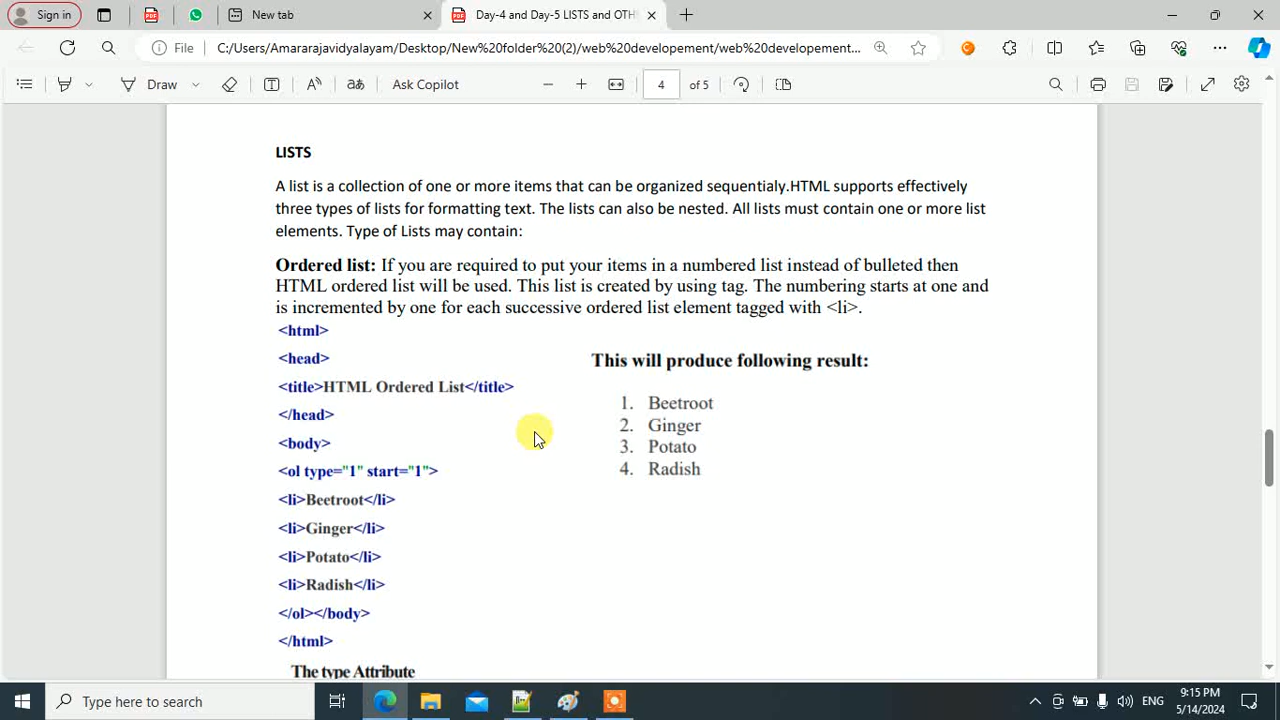 Sign in
New tab
Day-4 and Day-5 LISTS and OTH
File
C:/Users/Amararajavidyalayam/Desktop/New%20folder%20(2)/web%20developement/web%20developement...
Draw
Ask Copilot
4
of 5
LISTS
A list is a collection of one or more items that can be organized sequentialy.HTML supports effectively
three types of lists for formatting text. The lists can also be nested. All lists must contain one or more list
elements. Type of Lists may contain:
Ordered list: If you are required to put your items in a numbered list instead of bulleted then
HTML ordered list will be used. This list is created by using tag. The numbering starts at one and
is incremented by one for each successive ordered list element tagged with <li>.
<html>
<head>
<title>HTML Ordered List</title>
</head>
<body>
<ol type="1" start="1">
<li>Beetroot</li>
<li>Ginger</li>
<li>Potato</li>
<li>Radish</li>
</ol></body>
</html>
This will produce following result:
1. Beetroot
2. Ginger
3. Potato
4. Radish
The type Attribute
Type here to search
ENG
9:15 PM
5/14/2024